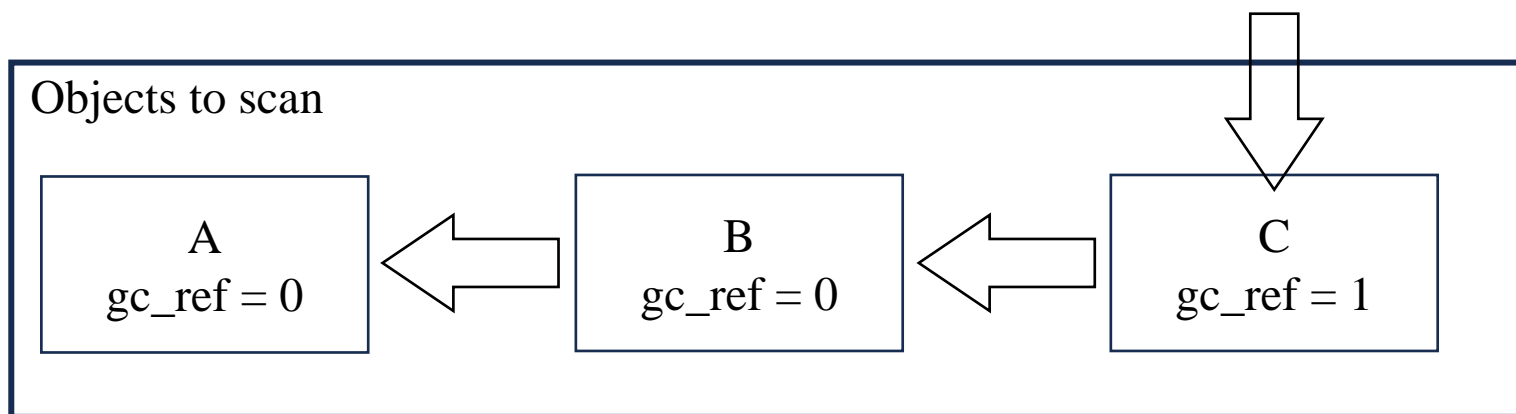 Objects to scan
A
gc_ref = 0
B
gc_ref = 0
C
gc_ref = 1